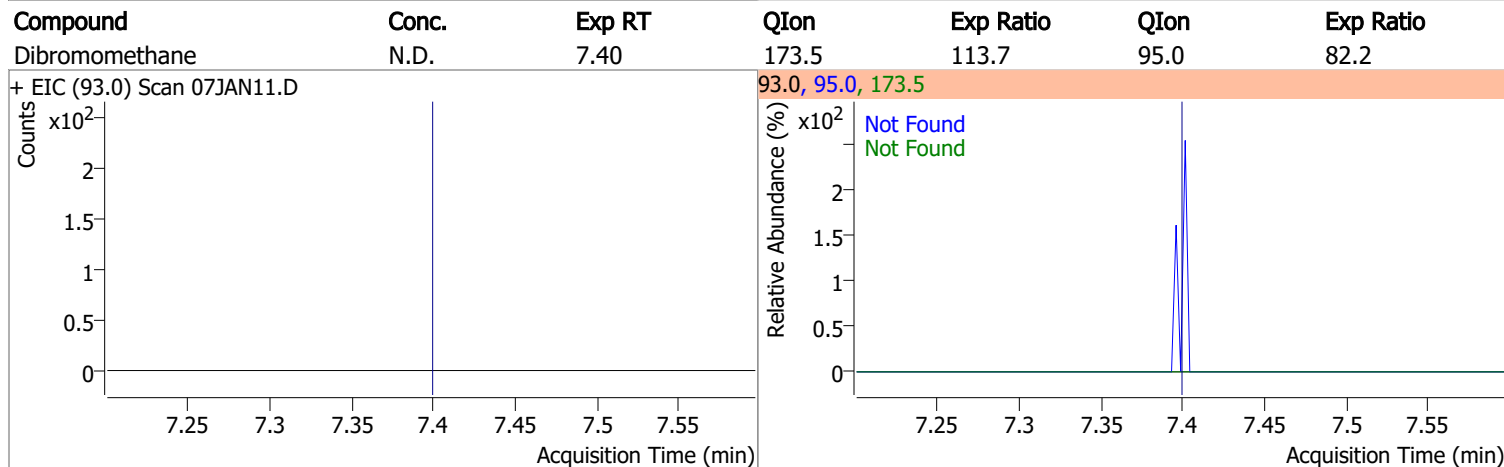 Compound Conc. Exp RT QIon Exp Ratio QIon Exp Ratio
Dibromomethane N.D. 7.40 173.5 113.7 95.0 82.2
+ EIC (93.0) Scan 07JAN11.D
Counts
x10²
2
1.5
1
0.5
0
7.25 7.3 7.35 7.4 7.45 7.5 7.55
Acquisition Time (min)
93.0, 95.0, 173.5
Relative Abundance (%)
x10²
Not Found
Not Found
2
1.5
1
0.5
0
7.25 7.3 7.35 7.4 7.45 7.5 7.55
Acquisition Time (min)